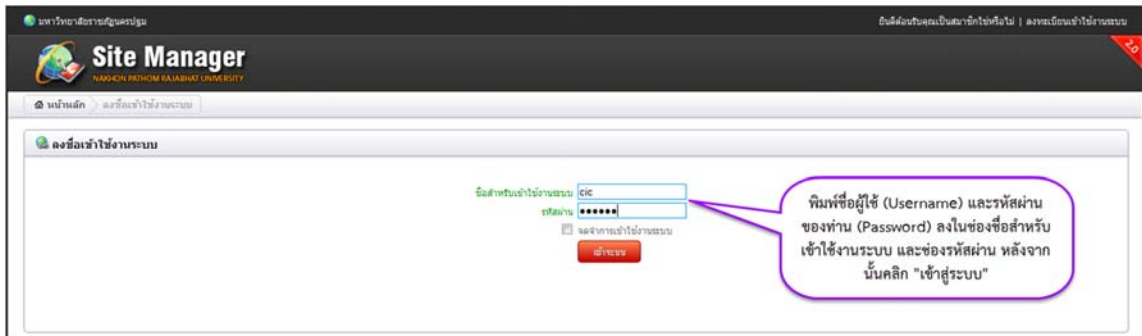 มหาวิทยาลัยราชภัฏนครปฐม
ยินดีต้อนรับคุณเป็นสมาชิกใช่หรือไม่ | ลงทะเบียนเข้าใช้งานระบบ
2.0
Site Manager
NAKHON PATHOM RAJABHAT UNIVERSITY
หน้าหลัก
ลงชื่อเข้าใช้งานระบบ
ลงชื่อเข้าใช้งานระบบ
ชื่อสำหรับเข้าใช้งานระบบ cic
รหัสผ่าน ●●●●●●
จดจำการเข้าใช้งานระบบ
เข้าระบบ
พิมพ์ชื่อผู้ใช้ (Username) และรหัสผ่าน
ของท่าน (Password) ลงในช่องชื่อสำหรับ
เข้าใช้งานระบบ และช่องรหัสผ่าน หลังจาก
นั้นคลิก "เข้าสู่ระบบ"